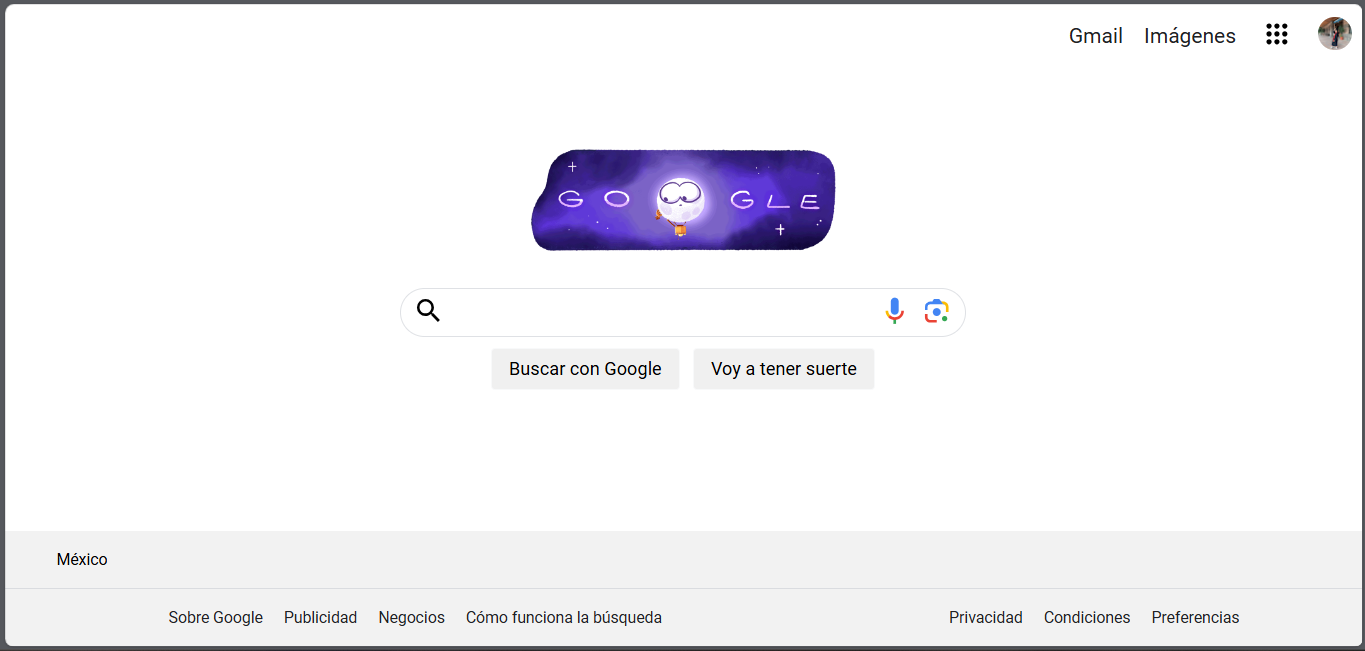 Gmail Imágenes
GO GLE
Buscar con Google Voy a tener suerte
México
Sobre Google Publicidad Negocios Cómo funciona la búsqueda Privacidad Condiciones Preferencias